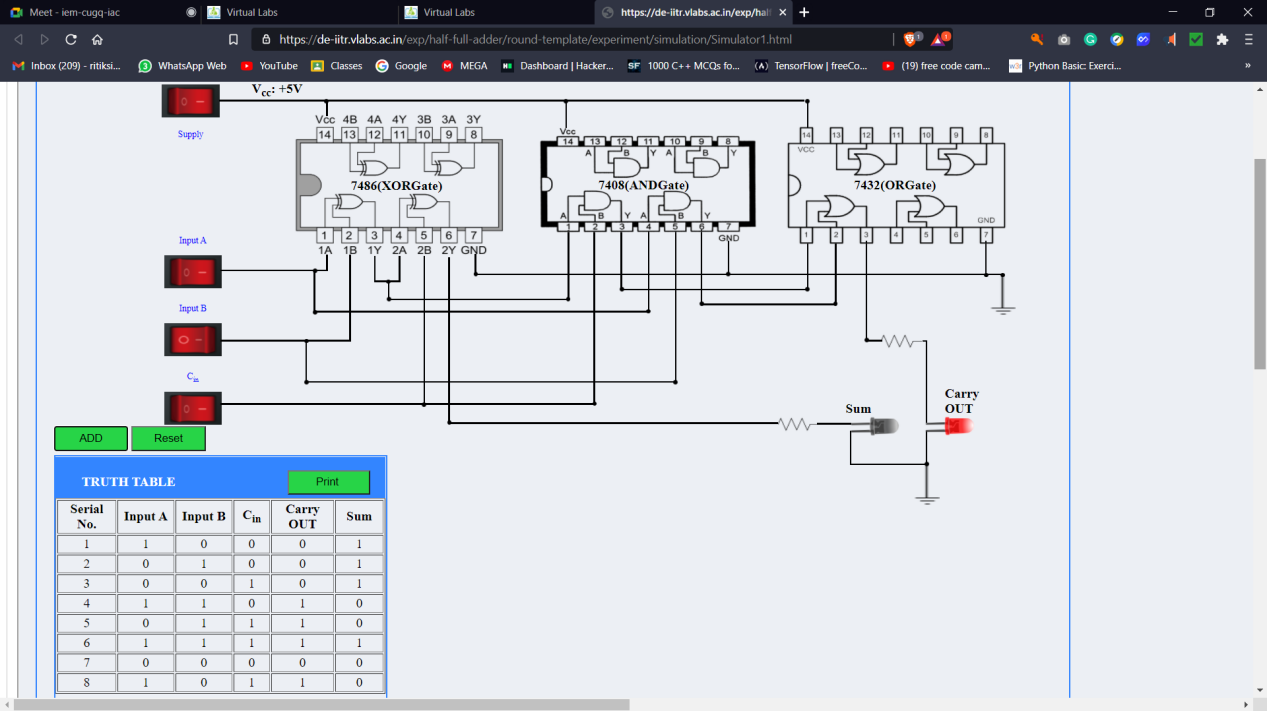 Meet - iem-cugq-iac
Virtual Labs
Virtual Labs
https://de-iitr.vlabs.ac.in/exp/hal
https://de-iitr.vlabs.ac.in/exp/half-full-adder/round-template/experiment/simulation/Simulator1.html
Inbox (209) - ritiksi... WhatsApp Web YouTube Classes Google MEGA Dashboard | Hacker... 1000 C++ MCQs fo... TensorFlow | freeCo... (19) free code cam... Python Basic: Exerci...
Vcc: +5V
Supply
Vcc 4B 4A 4Y 3B 3A 3Y
14 13 12 11 10 9 8
7486(XORGate)
1 2 3 4 5 6 7
1A 1B 1Y 2A 2B 2Y GND
Vcc
14 13 12 11 10 9 8
A B Y A B Y
7408(ANDGate)
A B Y A B Y
1 2 3 4 5 6 7
GND
14 13 12 11 10 9 8
VCC
7432(ORGate)
GND
1 2 3 4 5 6 7
Input A
Input B
Cin
Sum
Carry
OUT
ADD
Reset
TRUTH TABLE
Print
Serial No. Input A Input B Cin Carry OUT Sum
1 1 0 0 0 1
2 0 1 0 0 1
3 0 0 1 0 1
4 1 1 0 1 0
5 0 1 1 1 0
6 1 1 1 1 1
7 0 0 0 0 0
8 1 0 1 1 0